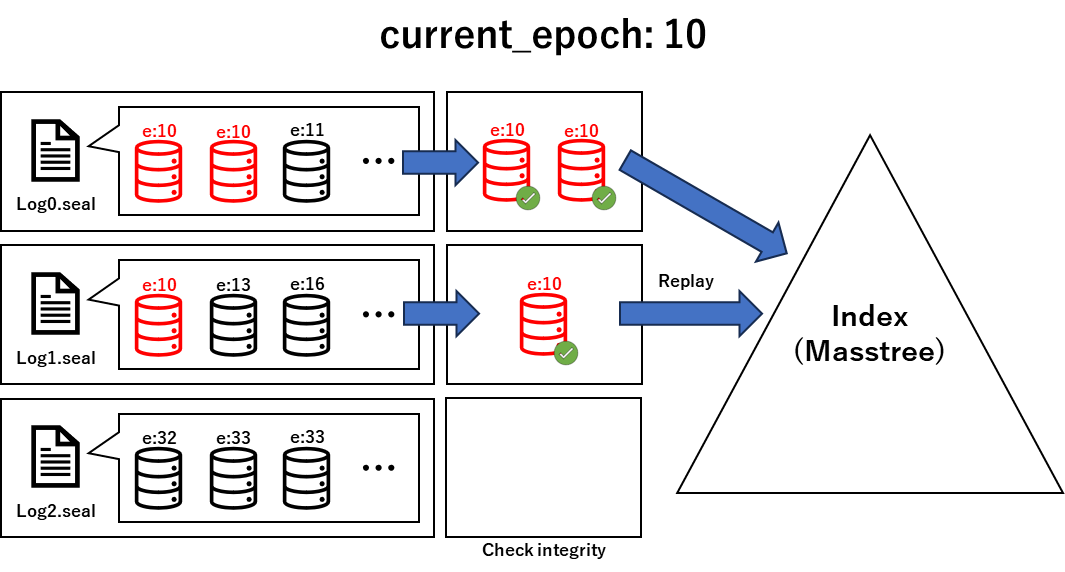 current_epoch: 10
e:10 e:10 e:11 ...
Log0.seal
e:10 e:10
e:10 e:13 e:16 ...
Log1.seal
e:10
Replay
Index
(Masstree)
e:32 e:33 e:33 ...
Log2.seal
Check integrity